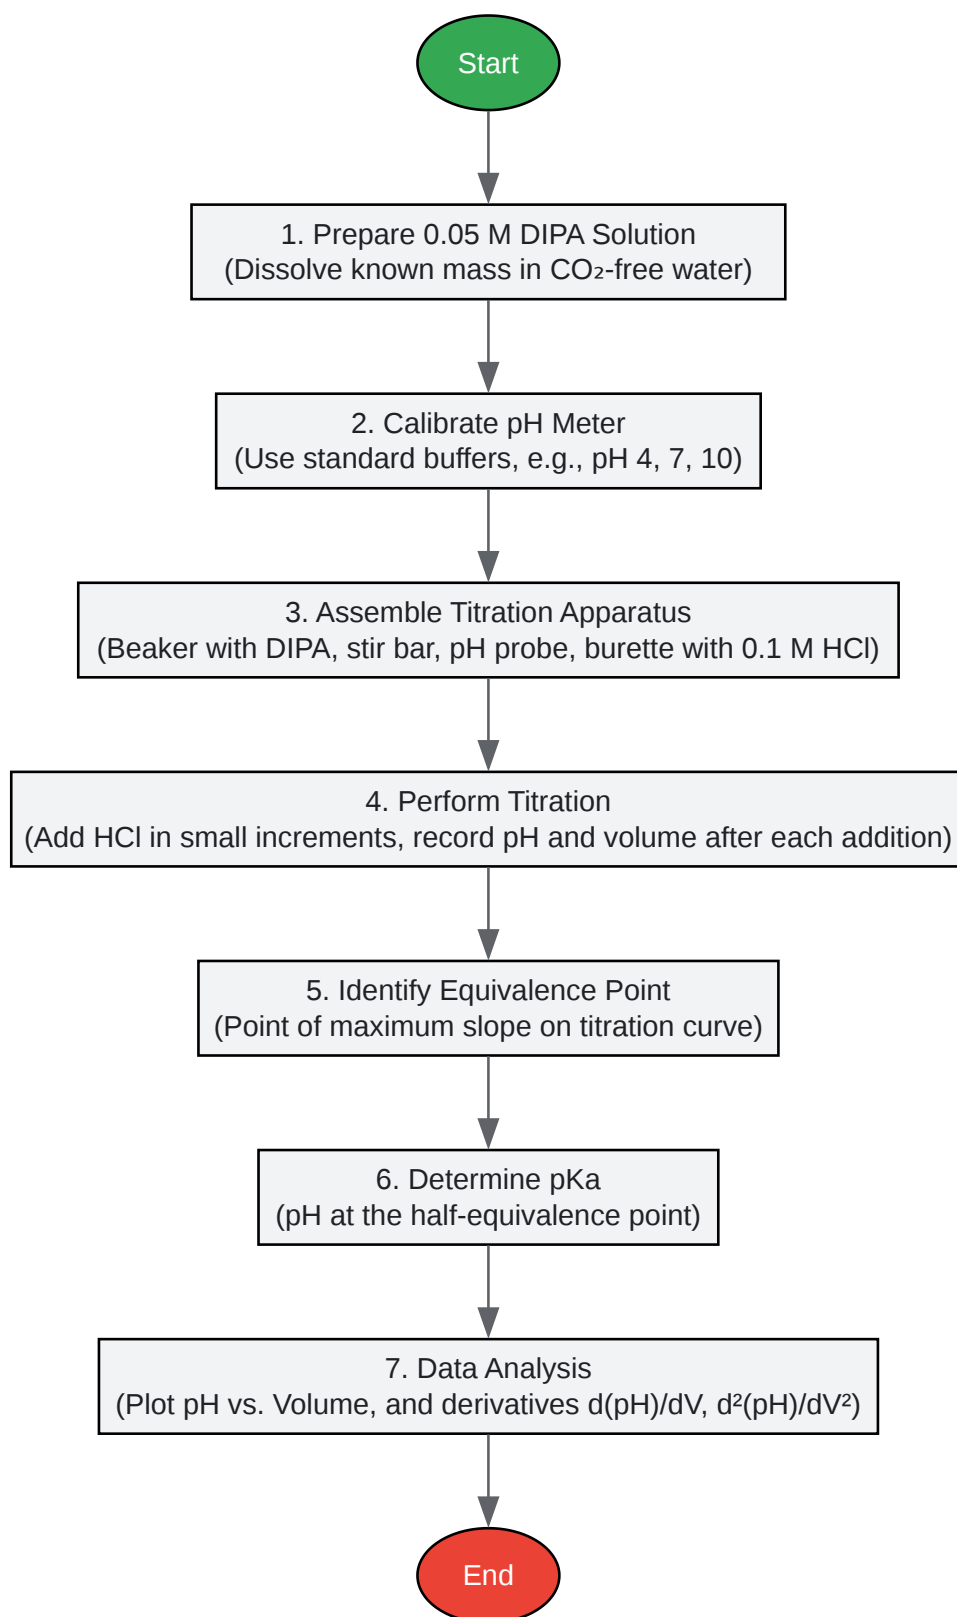 Start
1. Prepare 0.05 M DIPA Solution
(Dissolve known mass in CO₂-free water)
2. Calibrate pH Meter
(Use standard buffers, e.g., pH 4, 7, 10)
3. Assemble Titration Apparatus
(Beaker with DIPA, stir bar, pH probe, burette with 0.1 M HCl)
4. Perform Titration
(Add HCl in small increments, record pH and volume after each addition)
5. Identify Equivalence Point
(Point of maximum slope on titration curve)
6. Determine pKa
(pH at the half-equivalence point)
7. Data Analysis
(Plot pH vs. Volume, and derivatives d(pH)/dV, d²(pH)/dV²)
End